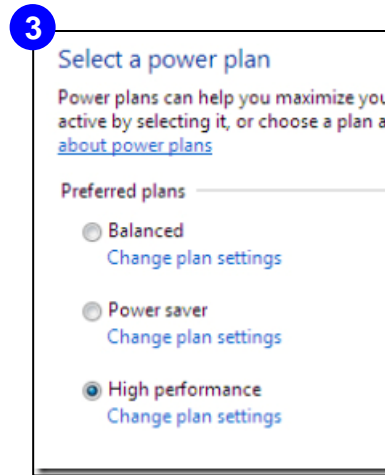 3
Select a power plan
Power plans can help you maximize you
active by selecting it, or choose a plan a
about power plans
Preferred plans
Balanced
Change plan settings
Power saver
Change plan settings
High performance
Change plan settings